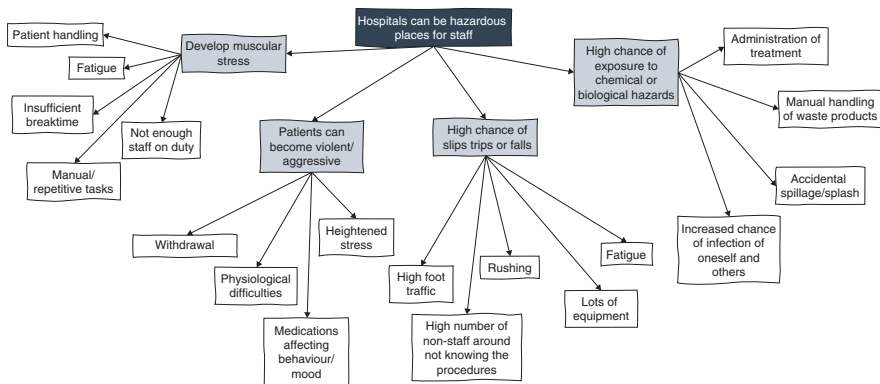 Hospitals can be hazardous
places for staff
Develop muscular
stress
Patient handling
Fatigue
Insufficient
breaktime
Not enough
staff on duty
Manual/
repetitive tasks
Patients can
become violent/
aggressive
Withdrawal
Physiological
difficulties
Medications
affecting
behaviour/
mood
Heightened
stress
High chance of
slips trips or falls
High foot
traffic
High number of
non-staff around
not knowing the
procedures
Rushing
Lots of
equipment
Fatigue
High chance of
exposure to
chemical or
biological hazards
Administration of
treatment
Manual handling
of waste products
Accidental
spillage/splash
Increased chance
of infection of
oneself and
others